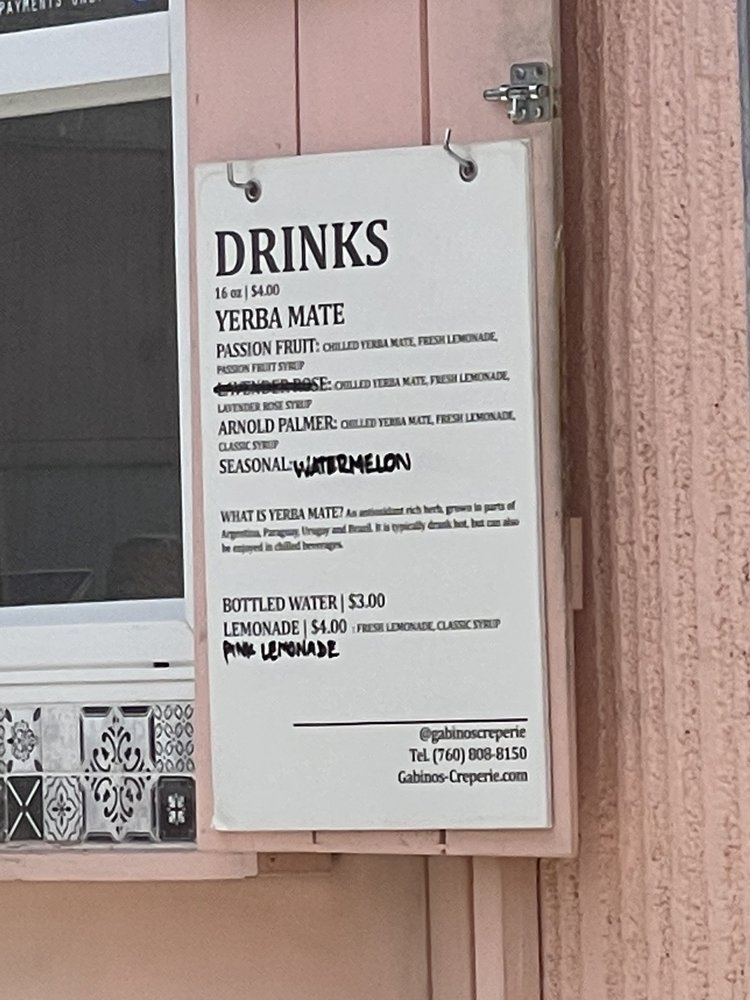 PAYMENTS ONLY
DRINKS
16 oz | $4.00
YERBA MATE
PASSION FRUIT: CHILLED YERBA MATE, FRESH LEMONADE,
PASSION FRUIT SYRUP
LAVENDER ROSE: CHILLED YERBA MATE, FRESH LEMONADE,
LAVENDER ROSE SYRUP
ARNOLD PALMER: CHILLED YERBA MATE, FRESH LEMONADE,
CLASSIC SYRUP
SEASONAL: WATERMELON
WHAT IS YERBA MATE? An antioxidant rich herb, grown in parts of
Argentina, Paraguay, Uruguay and Brazil. It is typically drank hot, but can also
be enjoyed in chilled beverages.
BOTTLED WATER | $3.00
LEMONADE | $4.00 : FRESH LEMONADE, CLASSIC SYRUP
PINK LEMONADE
@gabinoscreperie
Tel. (760) 808-8150
Gabinos-Creperie.com